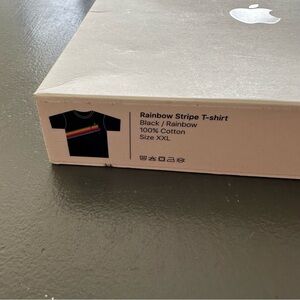 Rainbow Stripe T-shirt
Black / Rainbow
100% Cotton
Size XXL